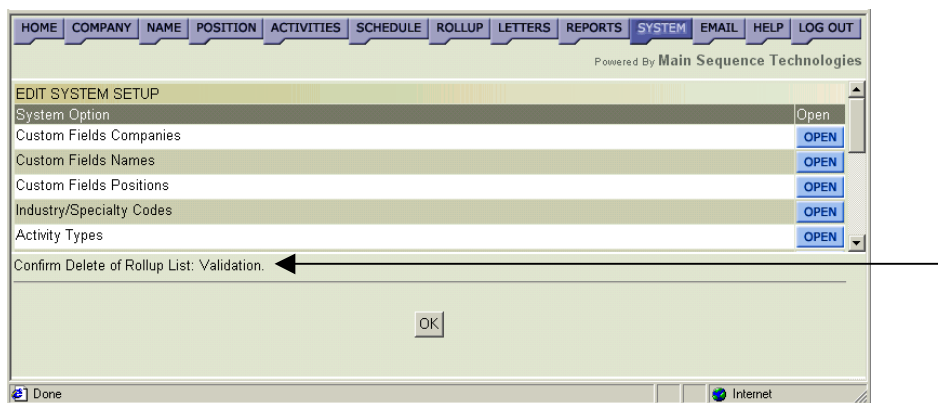 HOME COMPANY NAME POSITION ACTIVITIES SCHEDULE ROLLUP LETTERS REPORTS SYSTEM EMAIL HELP LOG OUT
Powered By Main Sequence Technologies
EDIT SYSTEM SETUP
System Option Open
Custom Fields Companies OPEN
Custom Fields Names OPEN
Custom Fields Positions OPEN
Industry/Specialty Codes OPEN
Activity Types OPEN
Confirm Delete of Rollup List: Validation.
OK
Done Internet